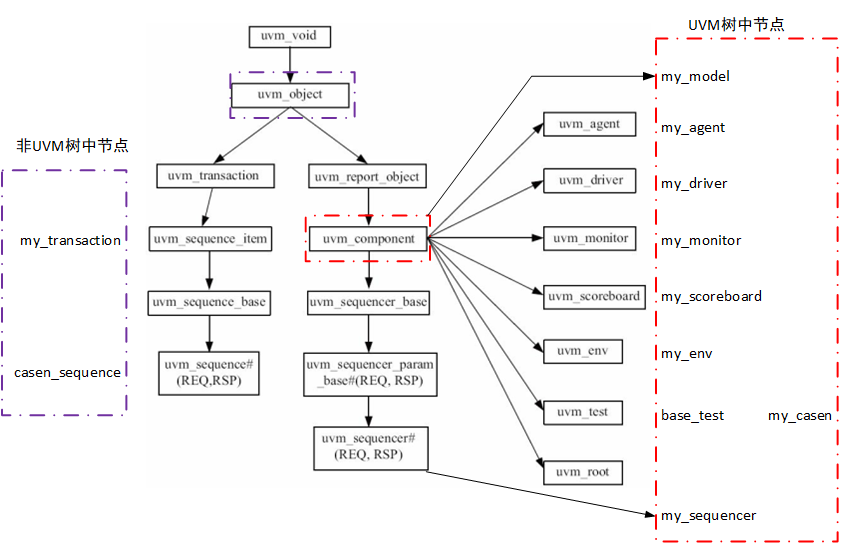 UVM树中节点
uvm_void
my_model
uvm_object
uvm_agent
my_agent
非UVM树中节点
uvm_transaction
uvm_report_object
uvm_driver
my_driver
my_transaction
uvm_sequence_item
uvm_component
uvm_monitor
my_monitor
uvm_sequence_base
uvm_sequencer_base
uvm_scoreboard
my_scoreboard
uvm_env
my_env
casen_sequence
uvm_sequence#
(REQ,RSP)
uvm_sequencer_param
_base#(REQ, RSP)
uvm_test
base_test
my_casen
uvm_sequencer#
(REQ, RSP)
uvm_root
my_sequencer